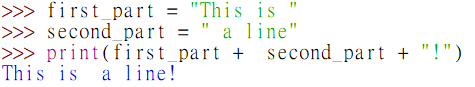 >>> first_part = "This is "
>>> second_part = " a line"
>>> print(first_part +  second_part + "!")
This is  a line!